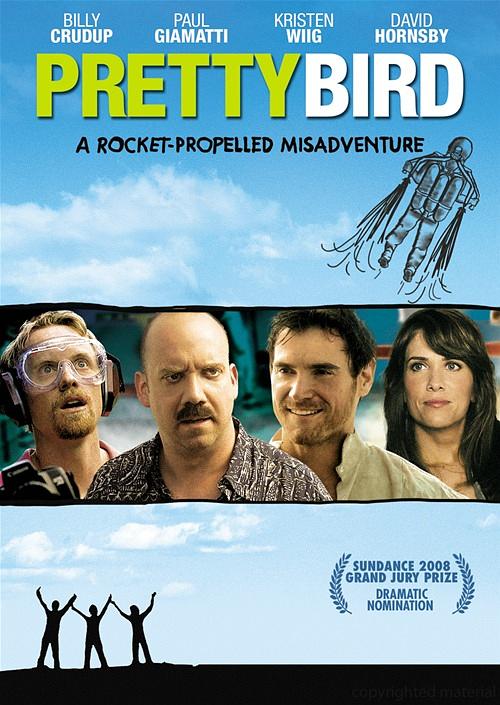 BILLY CRUDUP
PAUL GIAMATTI
KRISTEN WIIG
DAVID HORNSBY
PRETTYBIRD
A ROCKET-PROPELLED MISADVENTURE
SUNDANCE 2008
GRAND JURY PRIZE
DRAMATIC
NOMINATION
copyrighted material